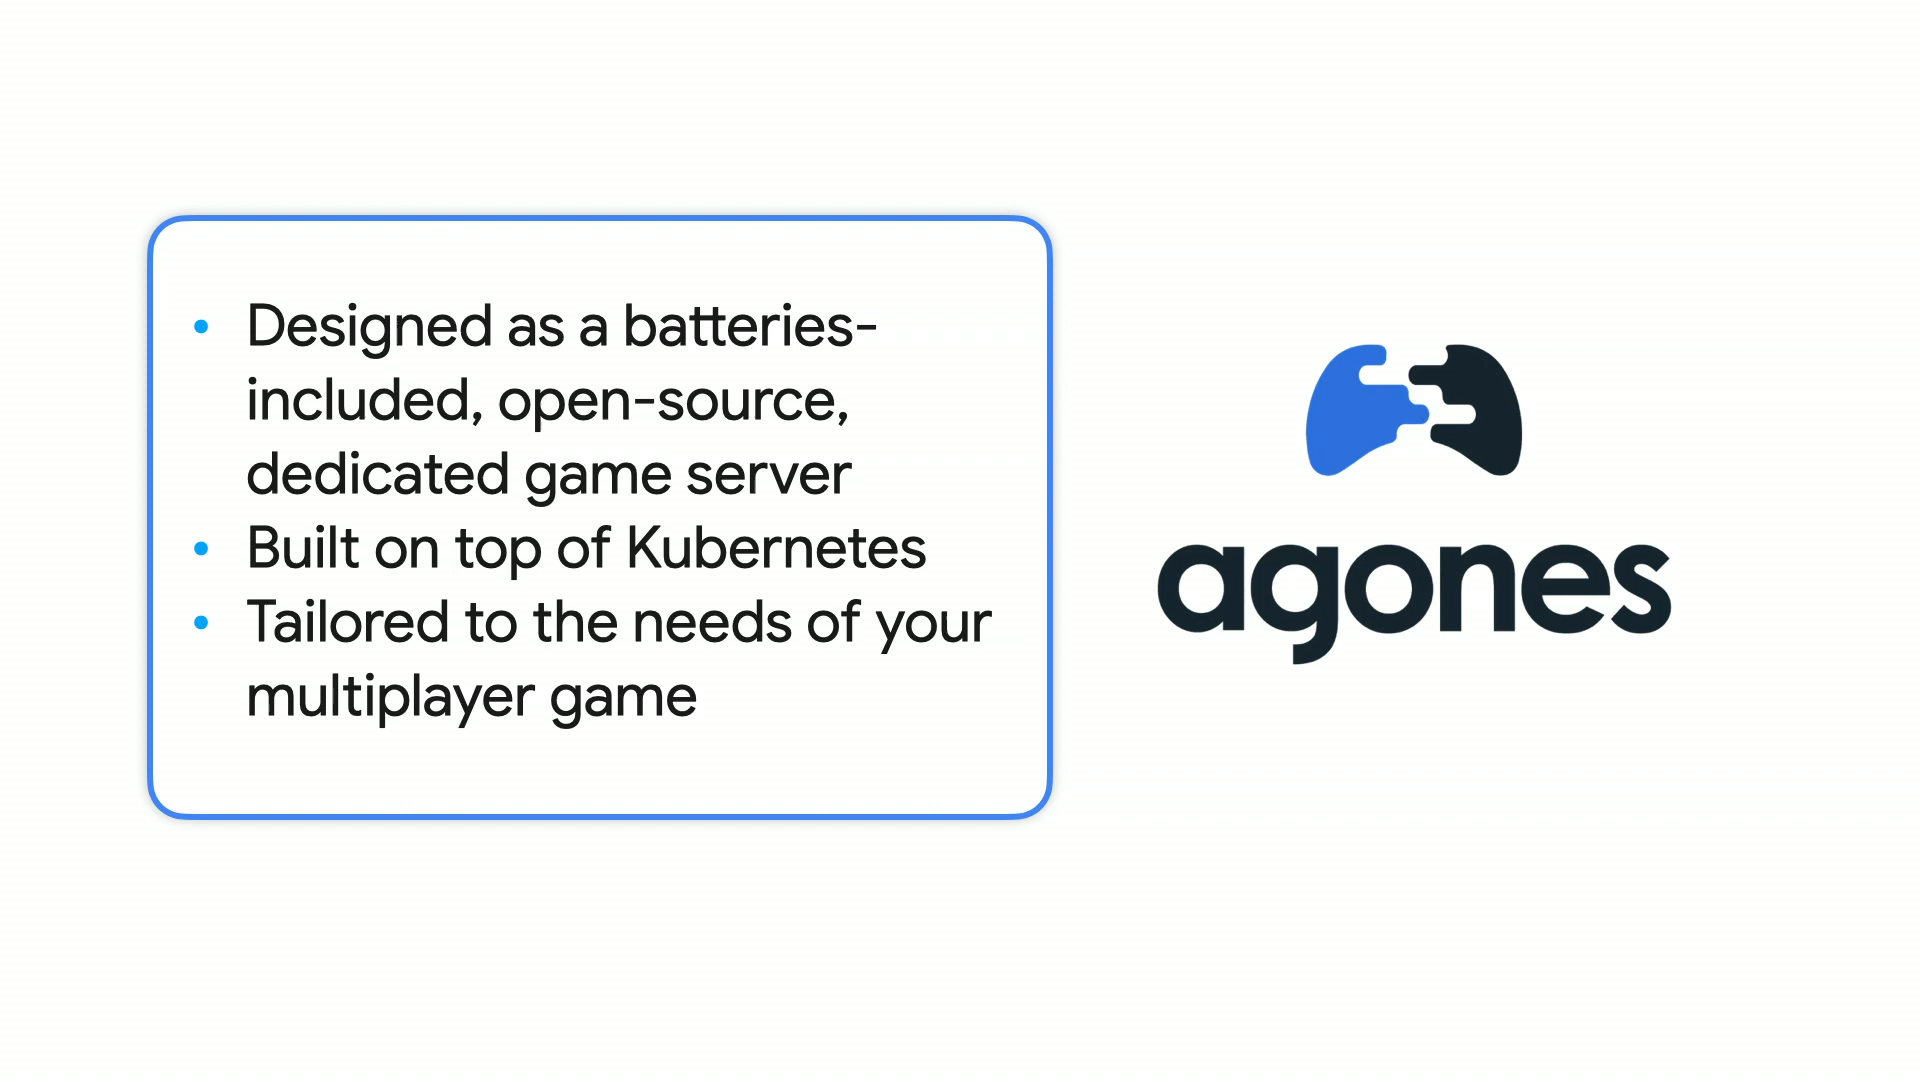 • Designed as a batteries-
included, open-source,
dedicated game server
• Built on top of Kubernetes
• Tailored to the needs of your
multiplayer game
agones